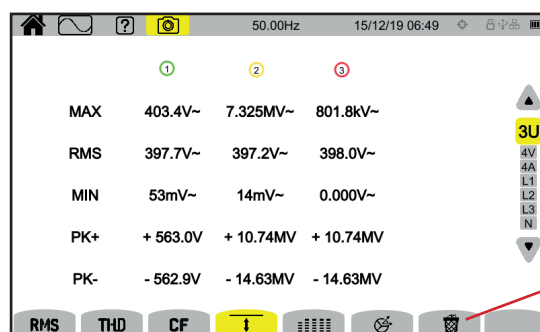 ? 50.00Hz 15/12/19 06:49
1 2 3
MAX 403.4V~ 7.325MV~ 801.8kV~
RMS 397.7V~ 397.2V~ 398.0V~
MIN 53mV~ 14mV~ 0.000V~
PK+ + 563.0V + 10.74MV + 10.74MV
PK- - 562.9V - 14.63MV - 14.63MV
3U
4V
4A
L1
L2
L3
N
RMS THD CF